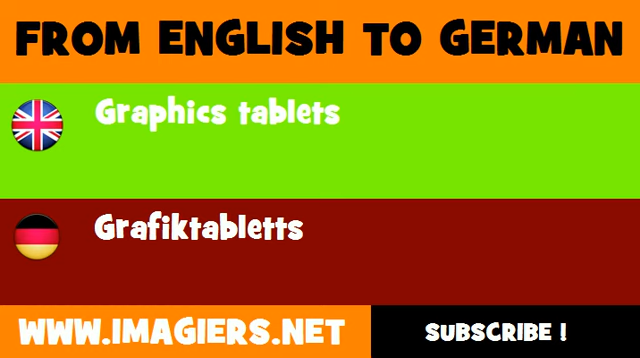 FROM ENGLISH TO GERMAN
Graphics tablets
Grafiktabletts
WWW.IMAGIERS.NET
SUBSCRIBE !